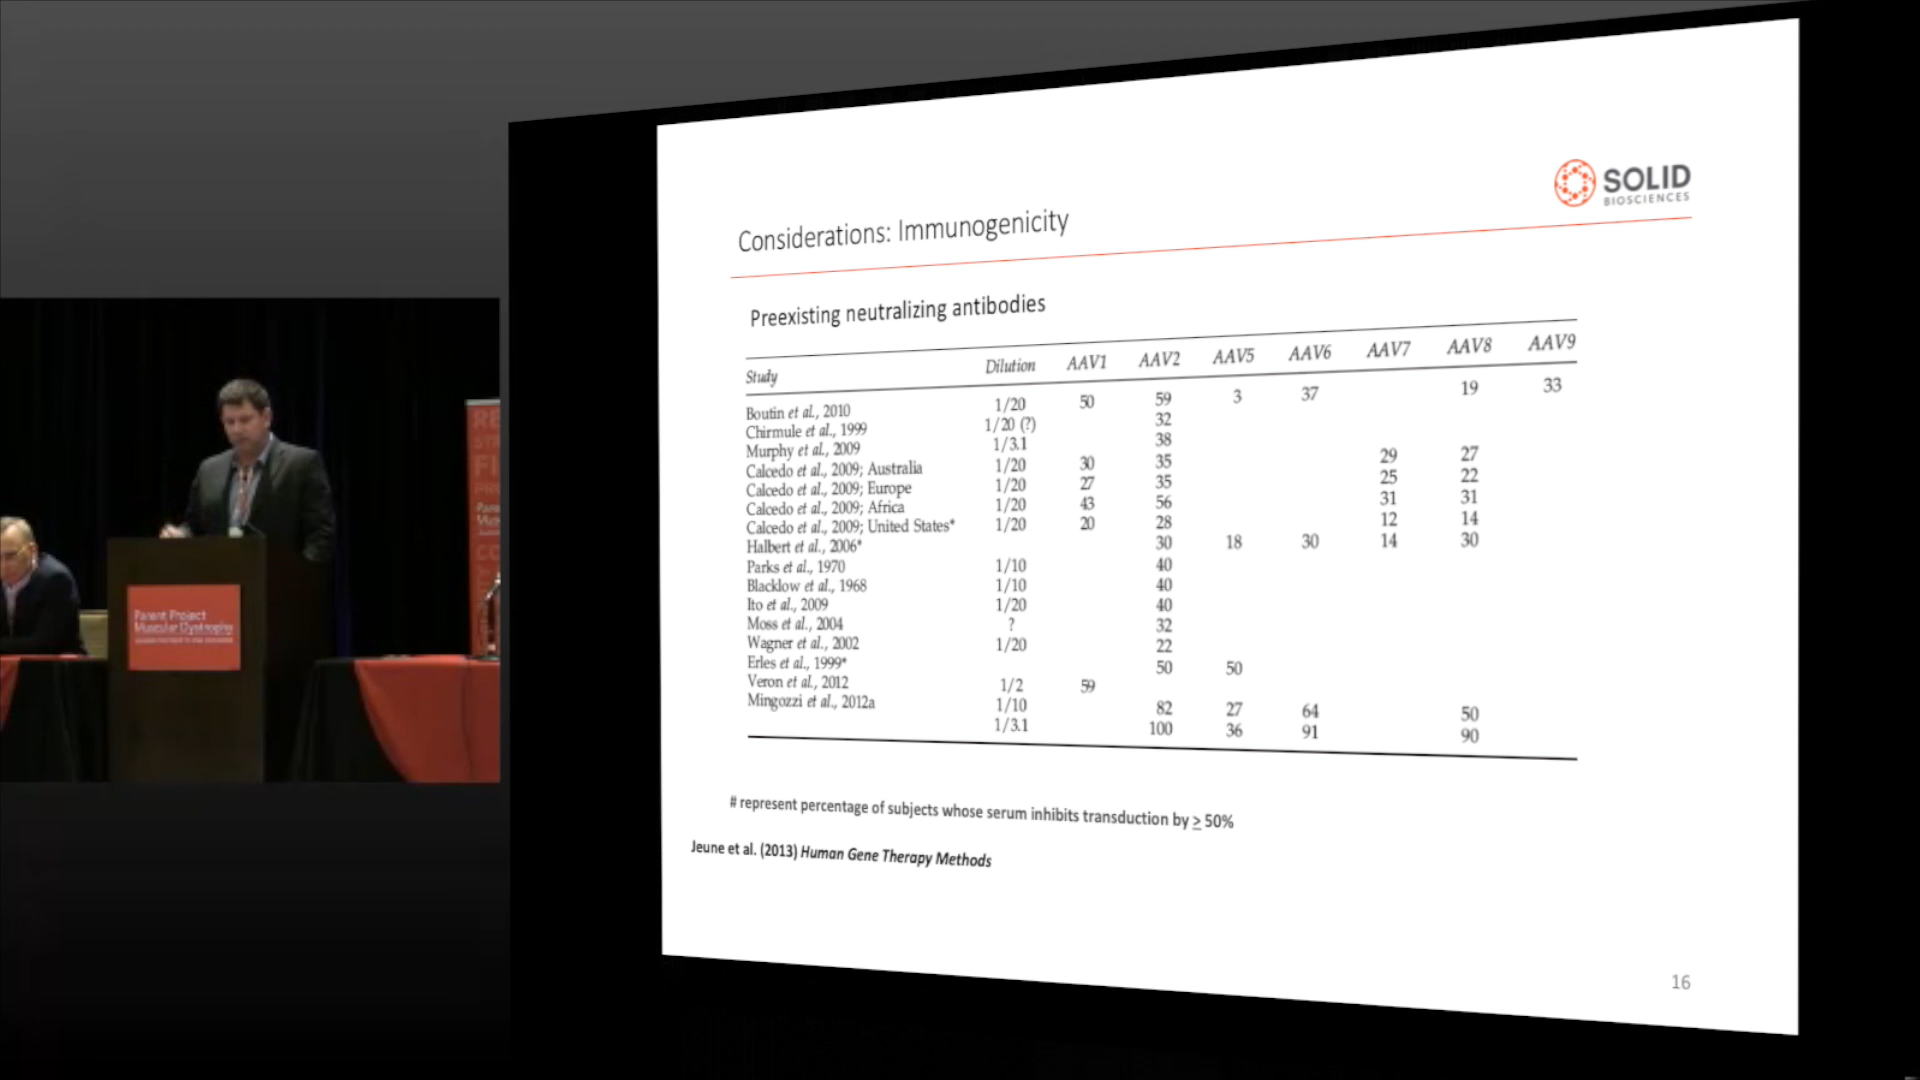 SOLID
BIOSCIENCES
Considerations: Immunogenicity
Preexisting neutralizing antibodies
Study Dilution AAV1 AAV2 AAV5 AAV6 AAV7 AAV8 AAV9
Boutin et al., 2010 1/20 50 59 3 37 19 33
Chirmule et al., 1999 1/20 (?) 32
Murphy et al., 2009 1/3.1 38
Calcedo et al., 2009; Australia 1/20 30 35 29 27
Calcedo et al., 2009; Europe 1/20 27 35 25 22
Calcedo et al., 2009; Africa 1/20 43 56 31 31
Calcedo et al., 2009; United States* 1/20 20 28 12 14
Halbert et al., 2006* 30 18 30 14 30
Parks et al., 1970 1/10 40
Blacklow et al., 1968 1/10 40
Ito et al., 2009 1/20 40
Moss et al., 2004 ? 32
Wagner et al., 2002 1/20 22
Erles et al., 1999* 50 50
Veron et al., 2012 1/2 59
Mingozzi et al., 2012a 1/10 82 27 64 50
1/3.1 100 36 91 90
# represent percentage of subjects whose serum inhibits transduction by ≥ 50%
Jeune et al. (2013) Human Gene Therapy Methods
16
Parent Project
Muscular Dystrophy